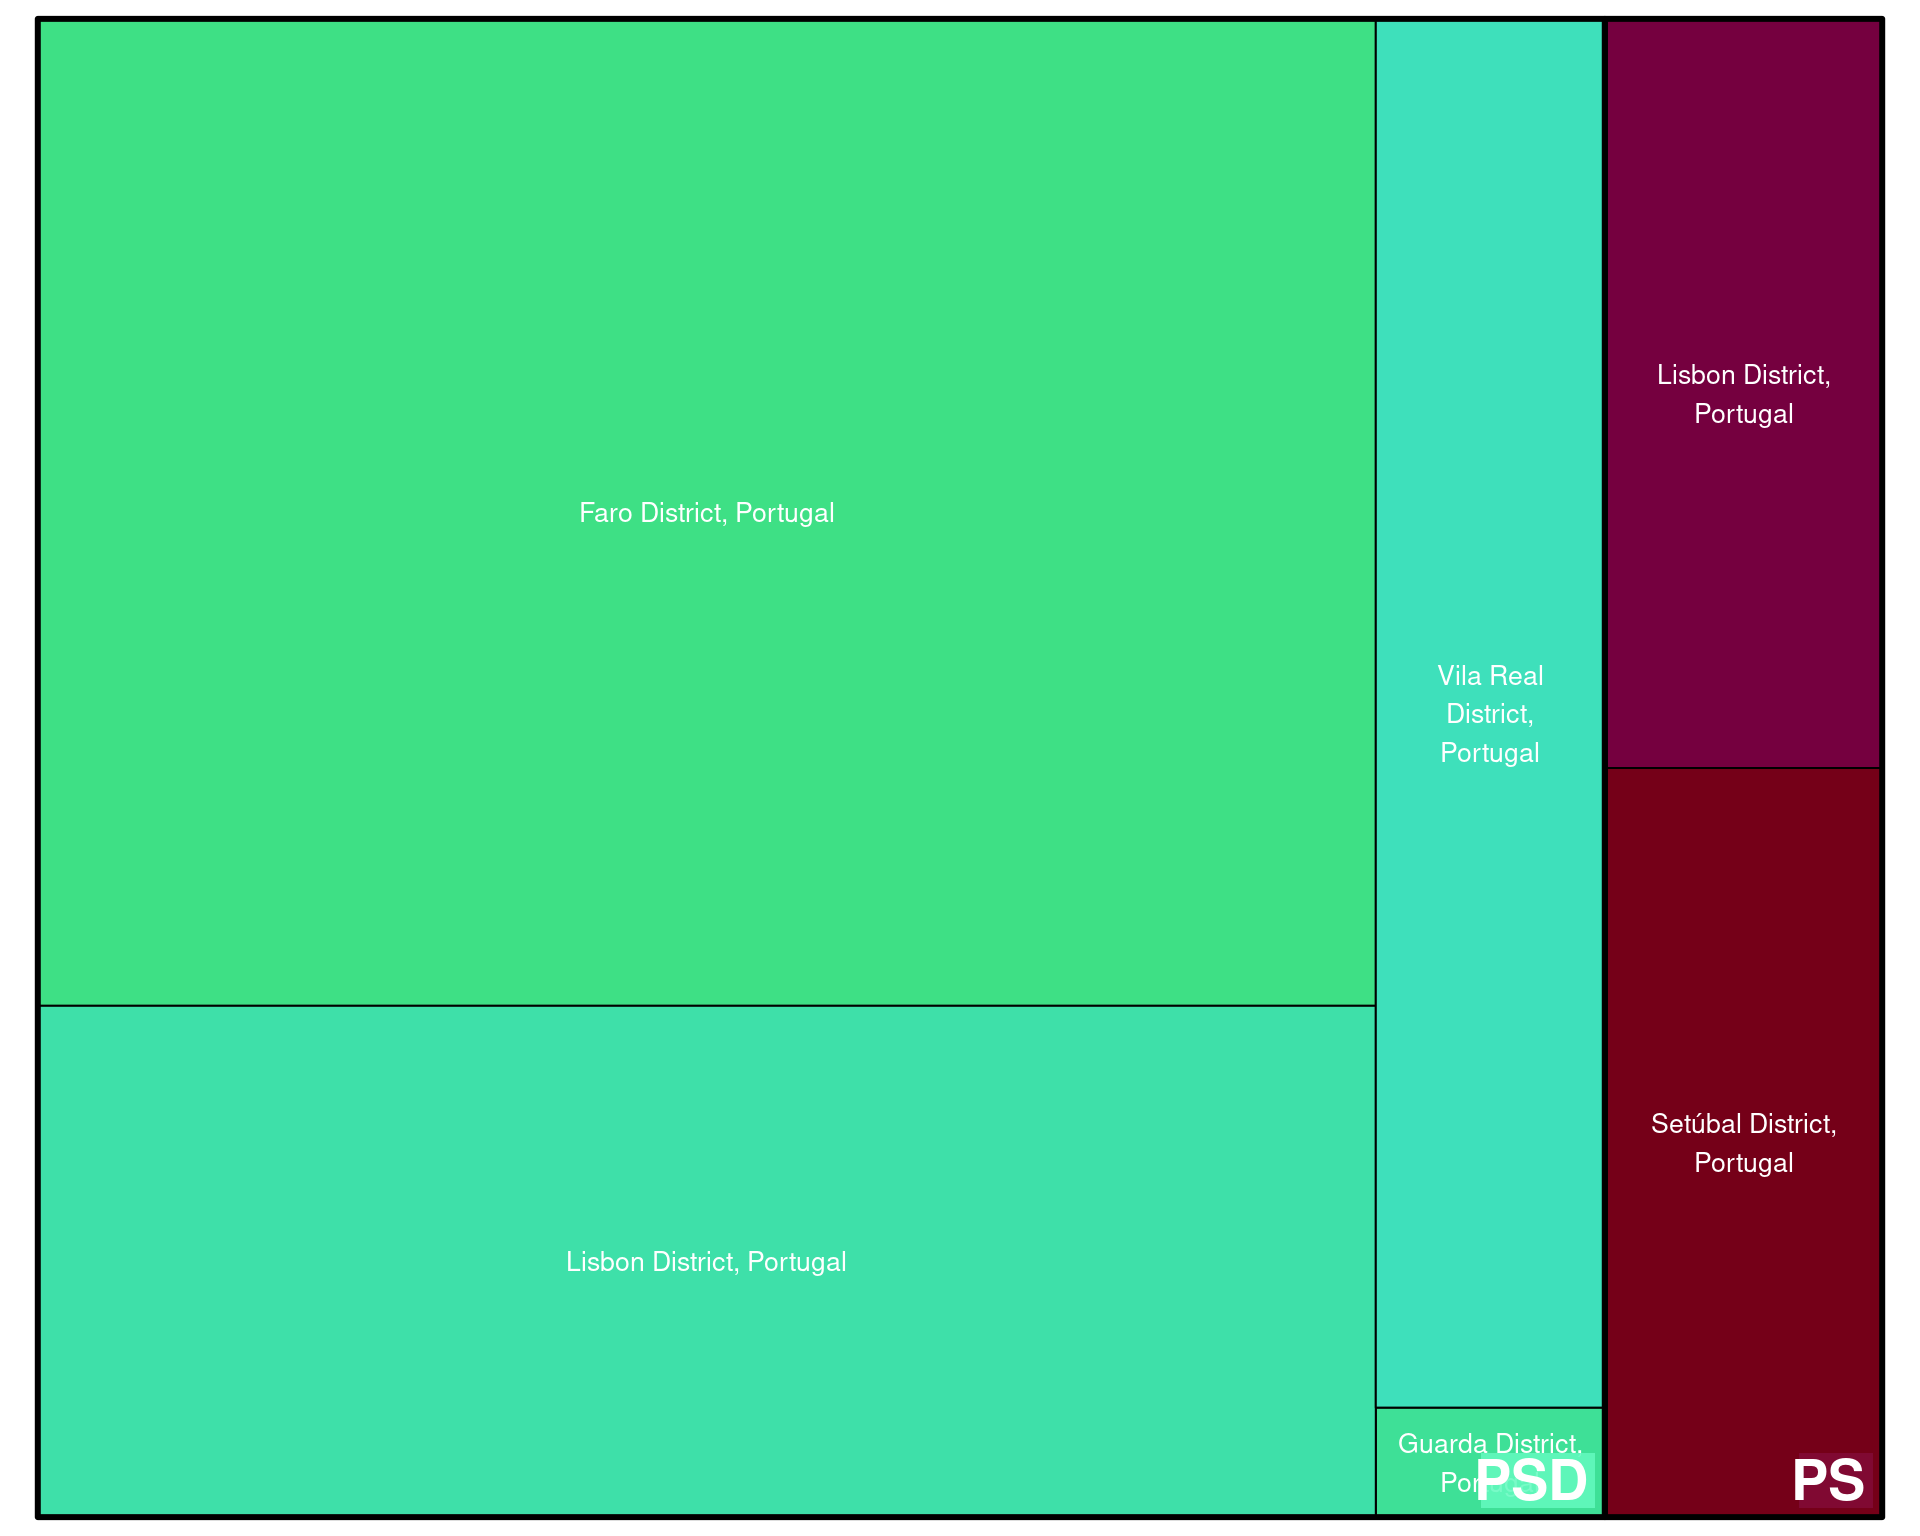 Faro District, Portugal
Lisbon District, Portugal
Vila Real
District,
Portugal
Guarda District,
PSD
Lisbon District,
Portugal
Setúbal District,
Portugal
PS